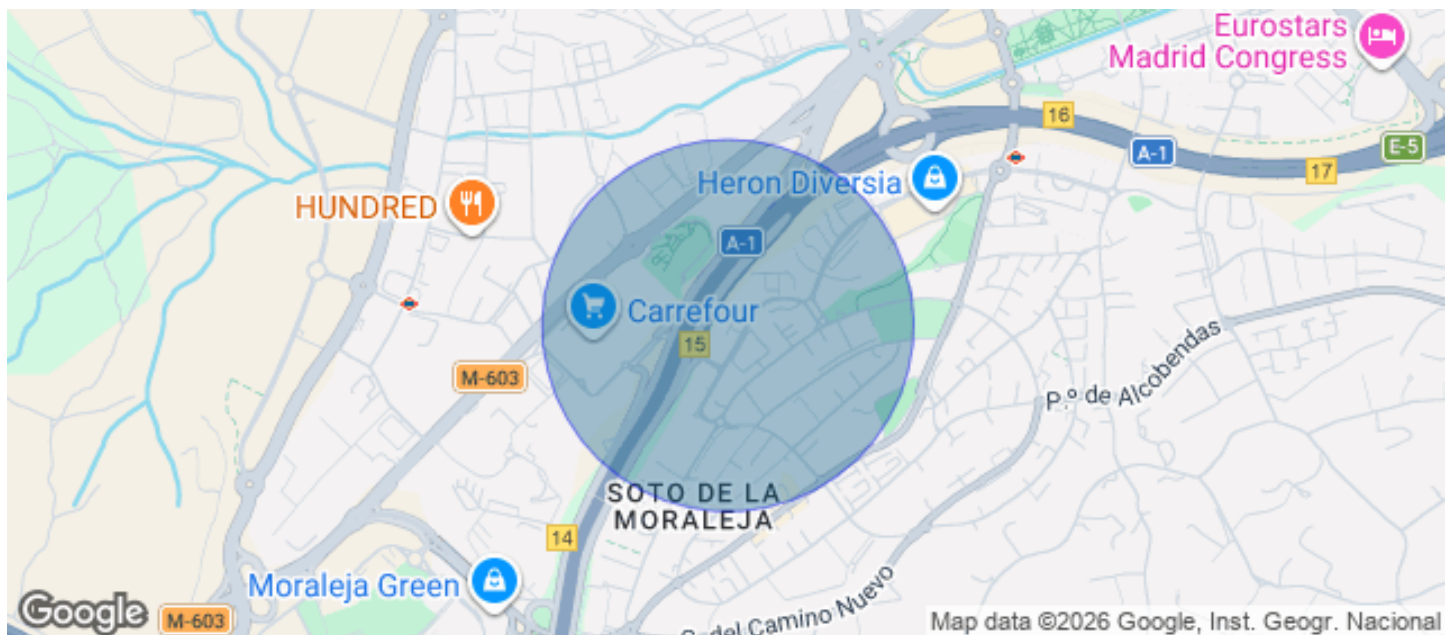 Eurostars
Madrid Congress
16
A-1
E-5
17
Heron Diversia
HUNDRED
A-1
Carrefour
15
M-603
P.º de Alcobendas
SOTO DE LA
MORALEJA
14
Moraleja Green
del Camino Nuevo
Google
M-603
Map data ©2026 Google, Inst. Geogr. Nacional